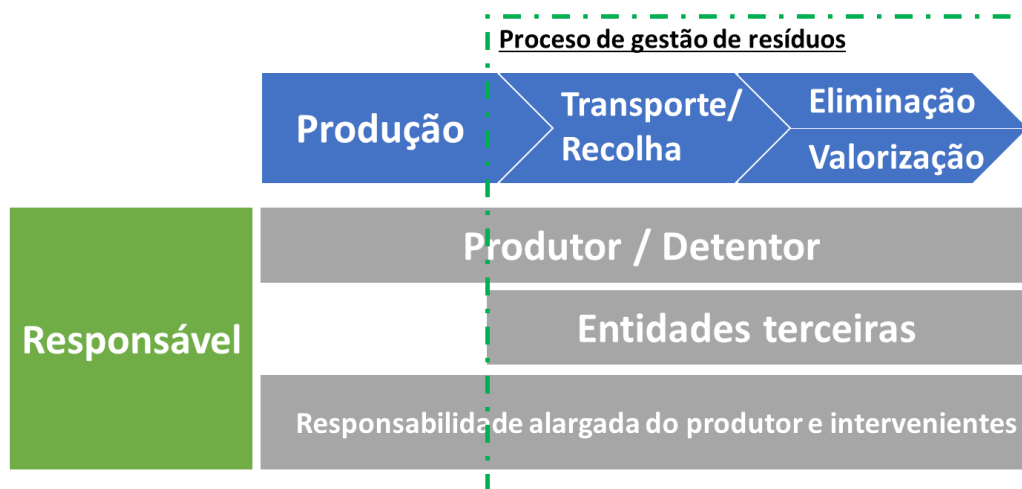 Proceso de gestão de resíduos
Produção
Transporte/
Recolha
Eliminação
Valorização
Responsável
Produtor / Detentor
Entidades terceiras
Responsabilidade alargada do produtor e intervenientes